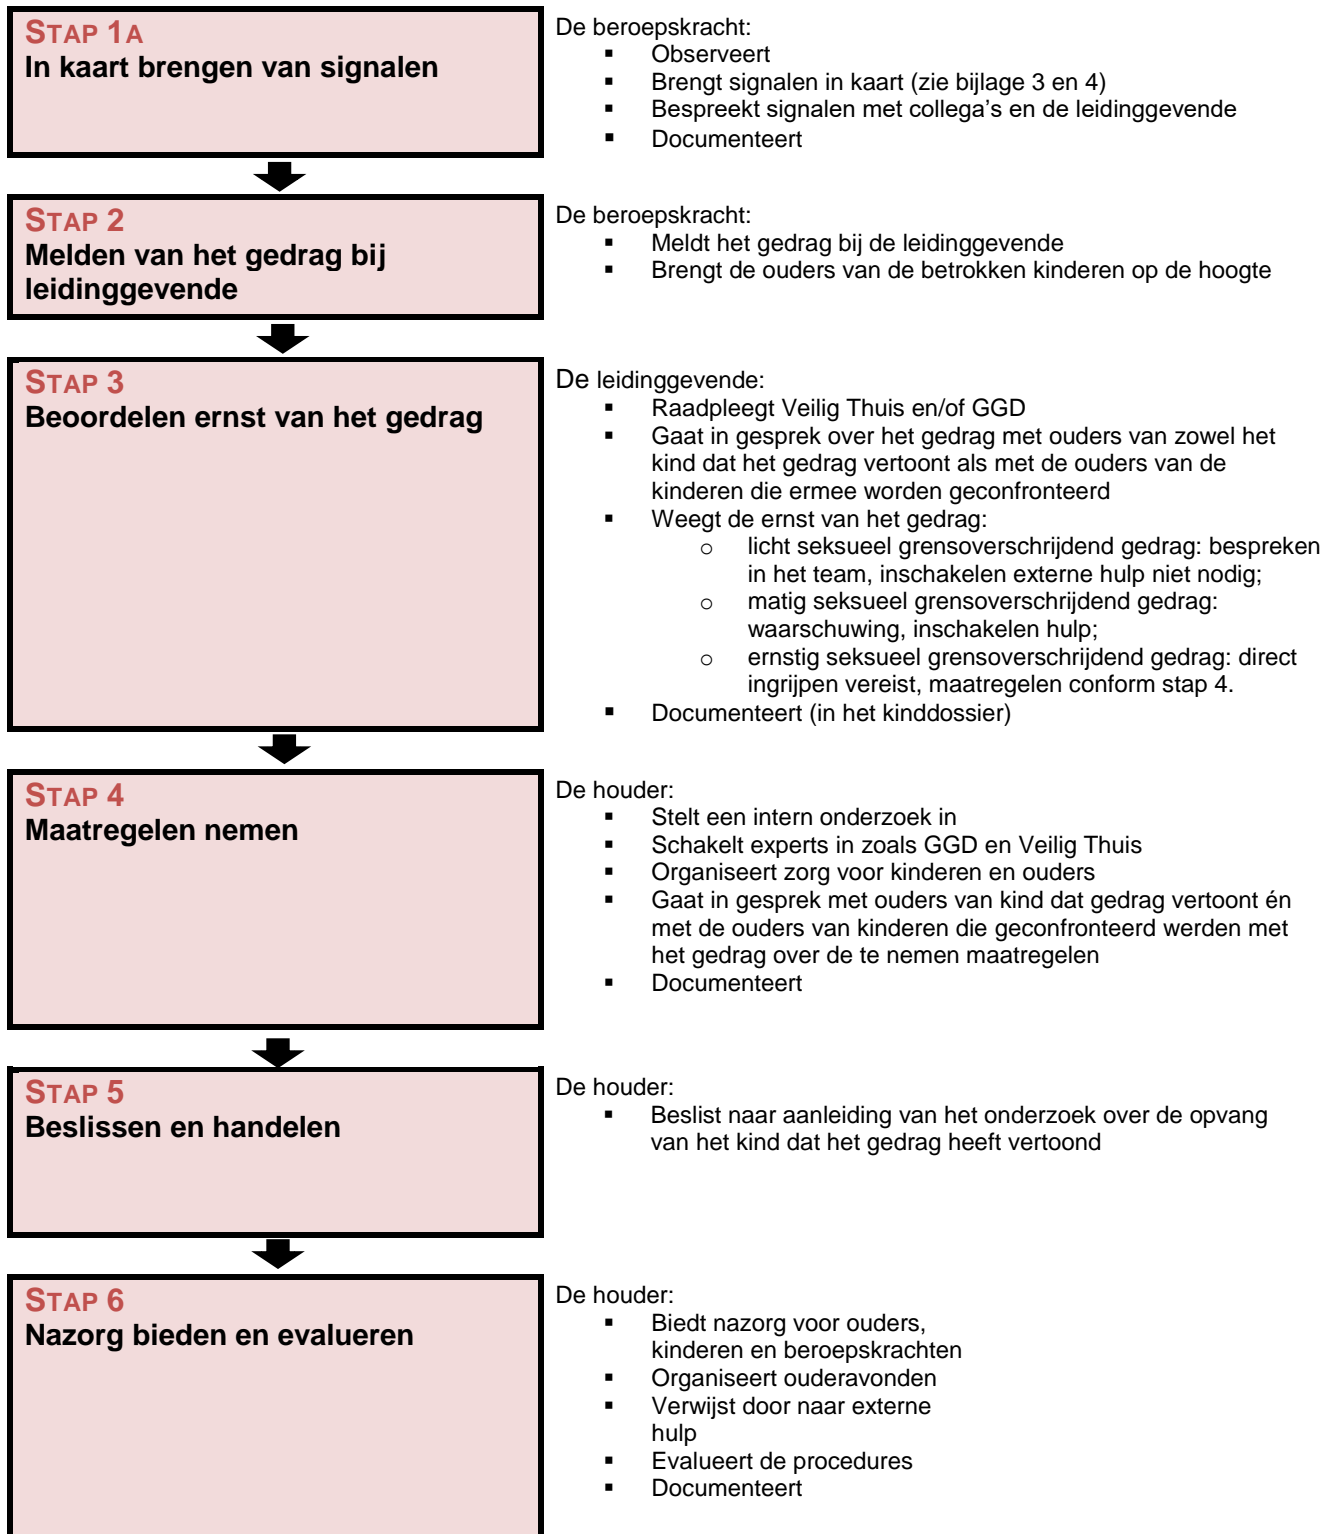 STAP 1A
In kaart brengen van signalen
De beroepskracht:
▪ Observeert
▪ Brengt signalen in kaart (zie bijlage 3 en 4)
▪ Bespreekt signalen met collega's en de leidinggevende
▪ Documenteert
STAP 2
Melden van het gedrag bij
leidinggevende
De beroepskracht:
▪ Meldt het gedrag bij de leidinggevende
▪ Brengt de ouders van de betrokken kinderen op de hoogte
STAP 3
Beoordelen ernst van het gedrag
De leidinggevende:
▪ Raadpleegt Veilig Thuis en/of GGD
▪ Gaat in gesprek over het gedrag met ouders van zowel het
kind dat het gedrag vertoont als met de ouders van de
kinderen die ermee worden geconfronteerd
▪ Weegt de ernst van het gedrag:
o licht seksueel grensoverschrijdend gedrag: bespreken
in het team, inschakelen externe hulp niet nodig;
o matig seksueel grensoverschrijdend gedrag:
waarschuwing, inschakelen hulp;
o ernstig seksueel grensoverschrijdend gedrag: direct
ingrijpen vereist, maatregelen conform stap 4.
▪ Documenteert (in het kinddossier)
STAP 4
Maatregelen nemen
De houder:
▪ Stelt een intern onderzoek in
▪ Schakelt experts in zoals GGD en Veilig Thuis
▪ Organiseert zorg voor kinderen en ouders
▪ Gaat in gesprek met ouders van kind dat gedrag vertoont én
met de ouders van kinderen die geconfronteerd werden met
het gedrag over de te nemen maatregelen
▪ Documenteert
STAP 5
Beslissen en handelen
De houder:
▪ Beslist naar aanleiding van het onderzoek over de opvang
van het kind dat het gedrag heeft vertoond
STAP 6
Nazorg bieden en evalueren
De houder:
▪ Biedt nazorg voor ouders,
kinderen en beroepskrachten
▪ Organiseert ouderavonden
▪ Verwijst door naar externe
hulp
▪ Evalueert de procedures
▪ Documenteert